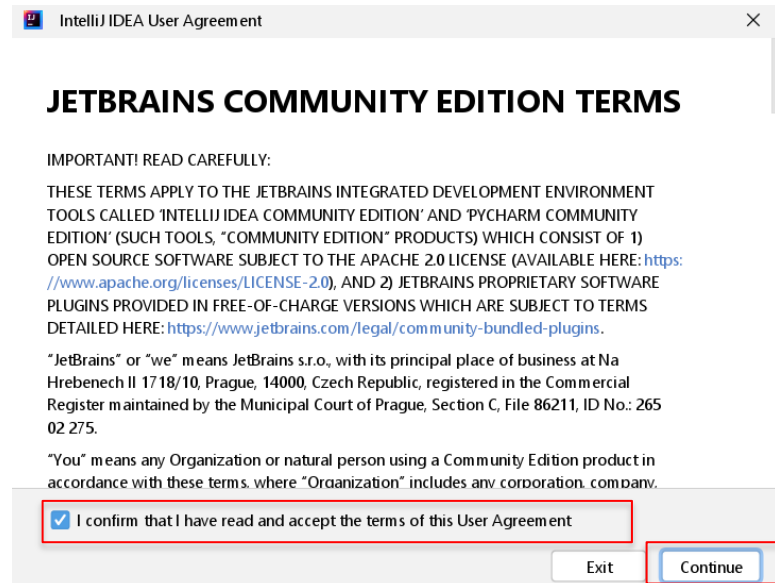 IntelliJ IDEA User Agreement
JETBRAINS COMMUNITY EDITION TERMS
IMPORTANT! READ CAREFULLY:
THESE TERMS APPLY TO THE JETBRAINS INTEGRATED DEVELOPMENT ENVIRONMENT
TOOLS CALLED ‘INTELLIJ IDEA COMMUNITY EDITION’ AND ‘PYCHARM COMMUNITY
EDITION’ (SUCH TOOLS, “COMMUNITY EDITION” PRODUCTS) WHICH CONSIST OF 1)
OPEN SOURCE SOFTWARE SUBJECT TO THE APACHE 2.0 LICENSE (AVAILABLE HERE: https:
//www.apache.org/licenses/LICENSE-2.0), AND 2) JETBRAINS PROPRIETARY SOFTWARE
PLUGINS PROVIDED IN FREE-OF-CHARGE VERSIONS WHICH ARE SUBJECT TO TERMS
DETAILED HERE: https://www.jetbrains.com/legal/community-bundled-plugins.
“JetBrains” or “we” means JetBrains s.r.o., with its principal place of business at Na
Hrebenech II 1718/10, Prague, 14000, Czech Republic, registered in the Commercial
Register maintained by the Municipal Court of Prague, Section C, File 86211, ID No.: 265
02 275.
“You” means any Organization or natural person using a Community Edition product in
accordance with these terms, where “Organization” includes any corporation, company,
I confirm that I have read and accept the terms of this User Agreement
Exit
Continue